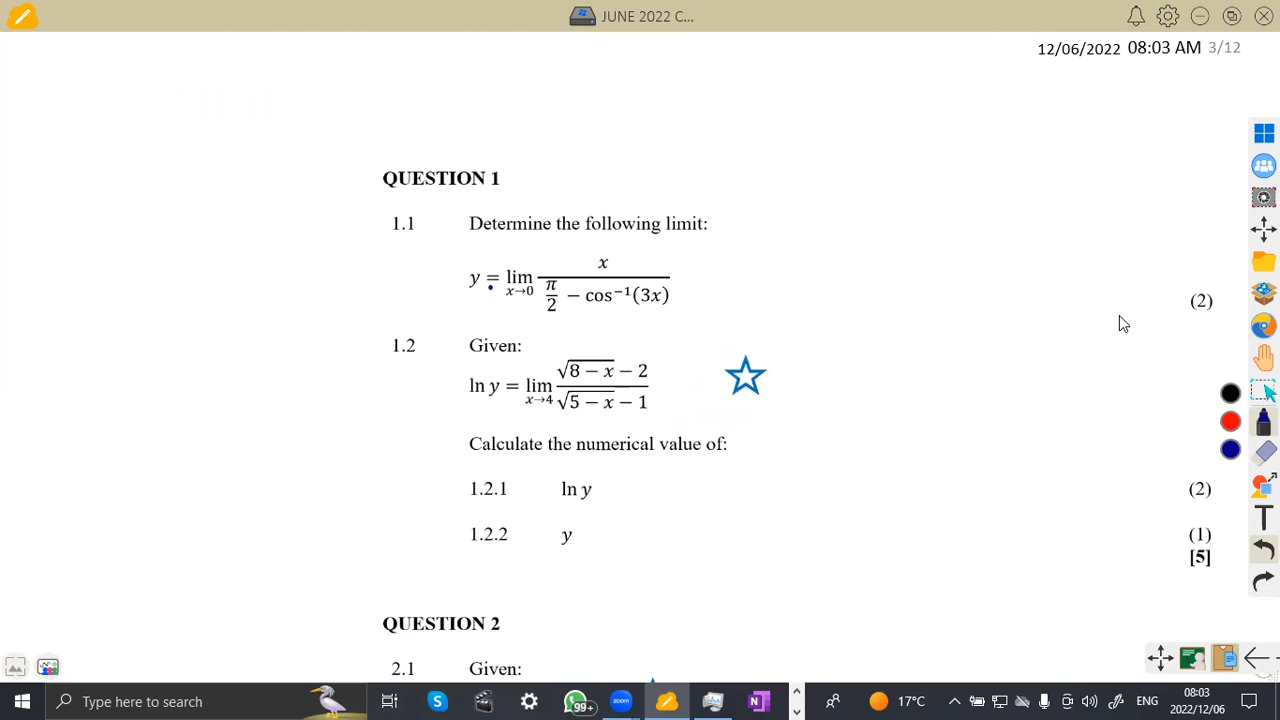 JUNE 2022 C...
12/06/2022 08:03 AM 3/12
QUESTION 1
1.1 Determine the following limit:
y = lim x→0 x / (π/2 − cos⁻¹(3x))
(2)
1.2 Given:
ln y = lim x→4 (√(8 − x) − 2) / (√(5 − x) − 1)
Calculate the numerical value of:
1.2.1 ln y (2)
1.2.2 y (1)
[5]
QUESTION 2
2.1 Given:
T
Type here to search
S
99+
zoom
N
17°C
ENG
08:03
2022/12/06